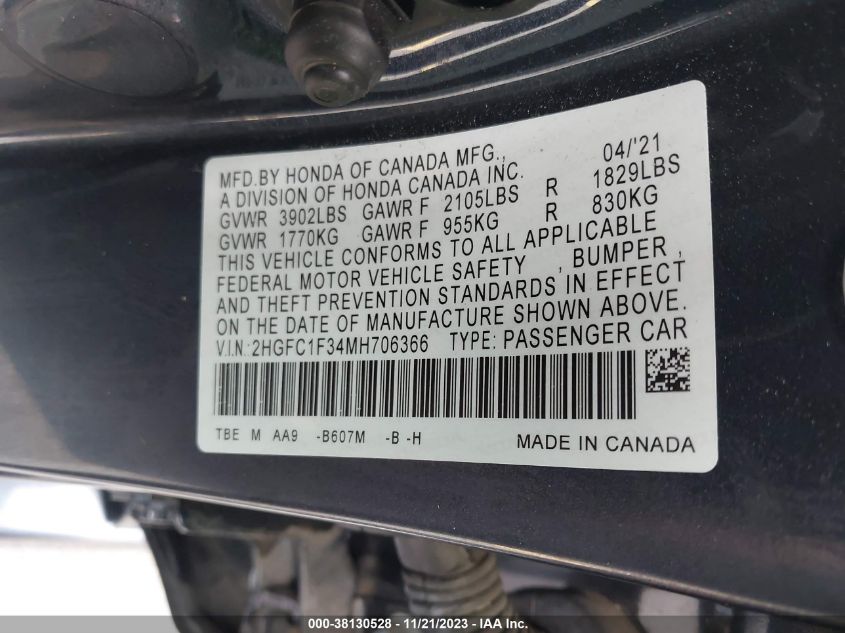 MFD.BY HONDA OF CANADA MFG., 04/'21
A DIVISION OF HONDA CANADA INC.
GVWR 3902LBS GAWR F 2105LBS R 1829LBS
GVWR 1770KG GAWR F 955KG R 830KG
THIS VEHICLE CONFORMS TO ALL APPLICABLE
FEDERAL MOTOR VEHICLE SAFETY , BUMPER ,
AND THEFT PREVENTION STANDARDS IN EFFECT
ON THE DATE OF MANUFACTURE SHOWN ABOVE.
V.I.N: 2HGFC1F34MH706366 TYPE: PASSENGER CAR
TBE M AA9 -B607M -B -H MADE IN CANADA
000-38130528 - 11/21/2023 - IAA Inc.